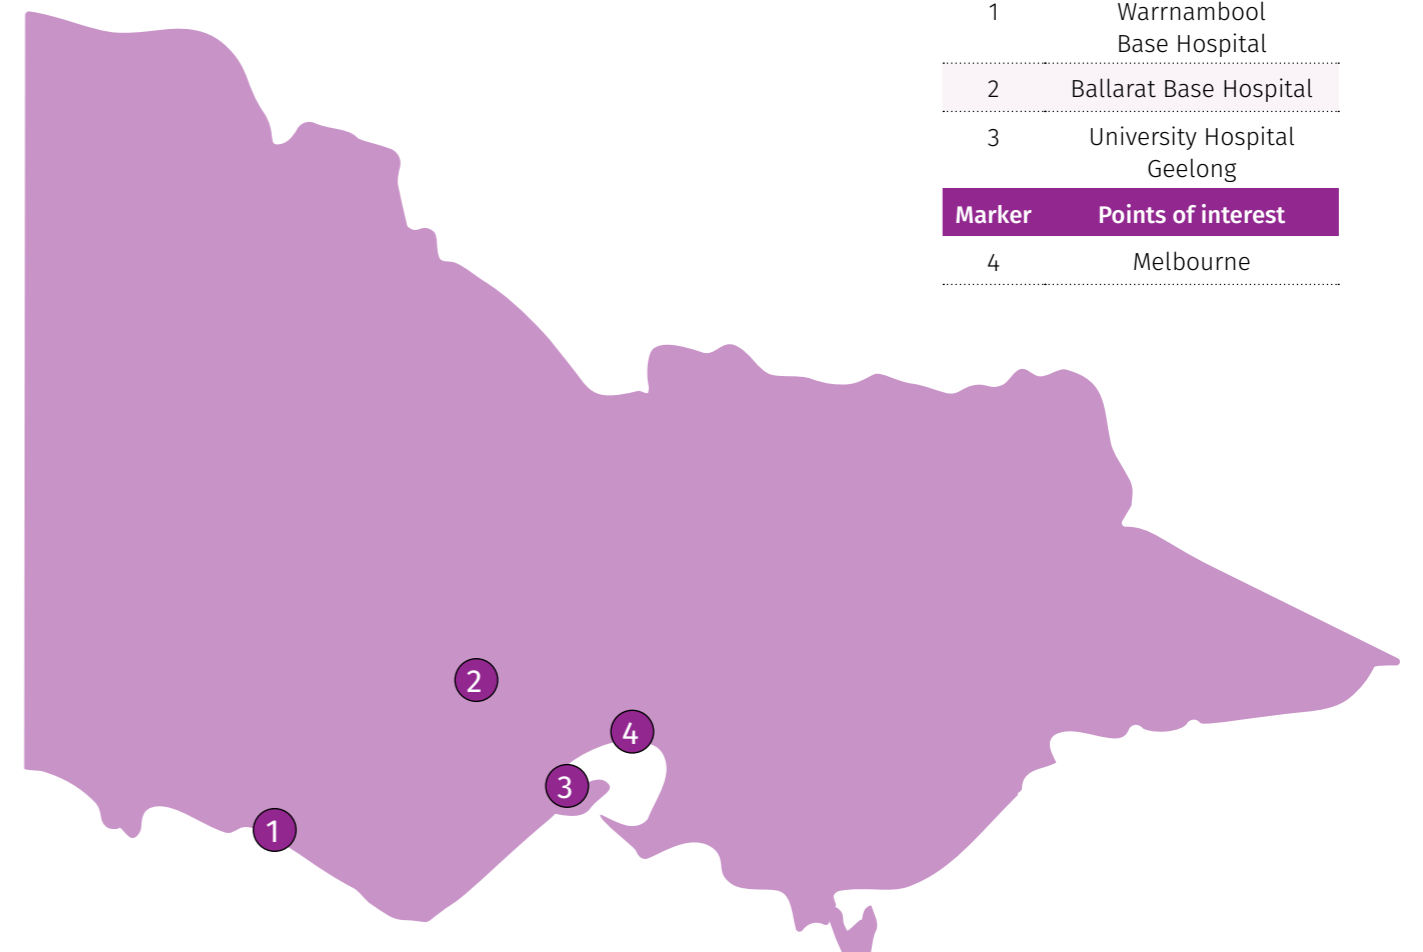 1 Warrnambool
Base Hospital
2 Ballarat Base Hospital
3 University Hospital
Geelong
Marker Points of interest
4 Melbourne
2
4
3
1